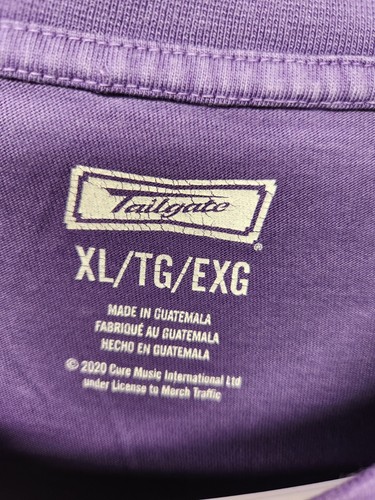 Tailgate
®
XL/TG/EXG
MADE IN GUATEMALA
FABRIQUÉ AU GUATEMALA
HECHO EN GUATEMALA
© 2020 Cure Music International Ltd
under License to Merch Traffic